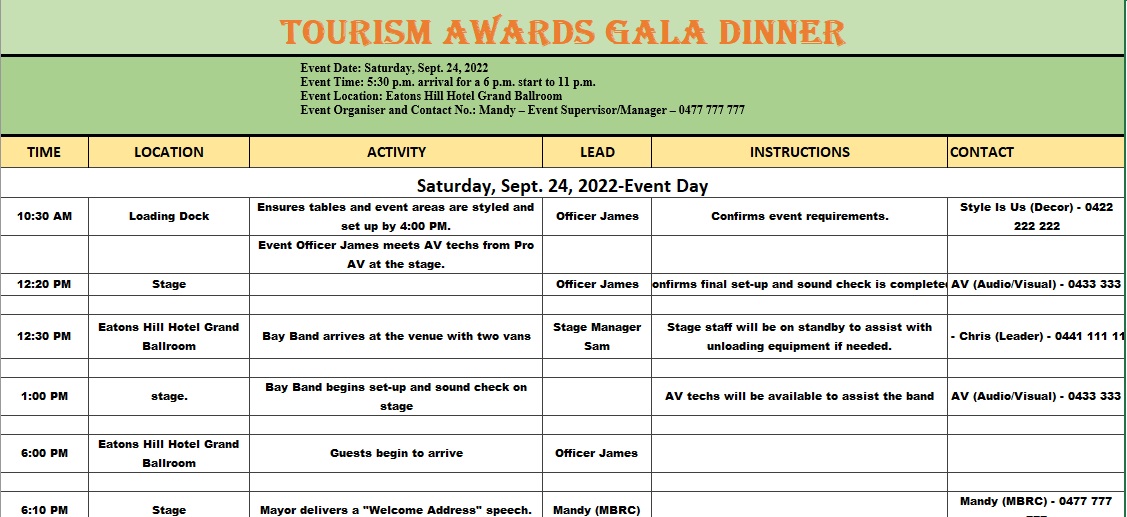 TOURISM AWARDS GALA DINNER
Event Date: Saturday, Sept. 24, 2022
Event Time: 5:30 p.m. arrival for a 6 p.m. start to 11 p.m.
Event Location: Eatons Hill Hotel Grand Ballroom
Event Organiser and Contact No.: Mandy – Event Supervisor/Manager – 0477 777 777
TIME LOCATION ACTIVITY LEAD INSTRUCTIONS CONTACT
Saturday, Sept. 24, 2022-Event Day
10:30 AM
Loading Dock
Ensures tables and event areas are styled and
set up by 4:00 PM.
Officer James
Confirms event requirements.
Style Is Us (Decor) - 0422
222 222
Event Officer James meets AV techs from Pro
AV at the stage.
12:20 PM
Stage
Officer James
onfirms final set-up and sound check is complete
AV (Audio/Visual) - 0433 333
12:30 PM
Eatons Hill Hotel Grand
Ballroom
Bay Band arrives at the venue with two vans
Stage Manager
Sam
Stage staff will be on standby to assist with
unloading equipment if needed.
- Chris (Leader) - 0441 111 11
1:00 PM
stage.
Bay Band begins set-up and sound check on
stage
AV techs will be available to assist the band
AV (Audio/Visual) - 0433 333
6:00 PM
Eatons Hill Hotel Grand
Ballroom
Guests begin to arrive
Officer James
6:10 PM
Stage
Mayor delivers a "Welcome Address" speech.
Mandy (MBRC)
Mandy (MBRC) - 0477 777